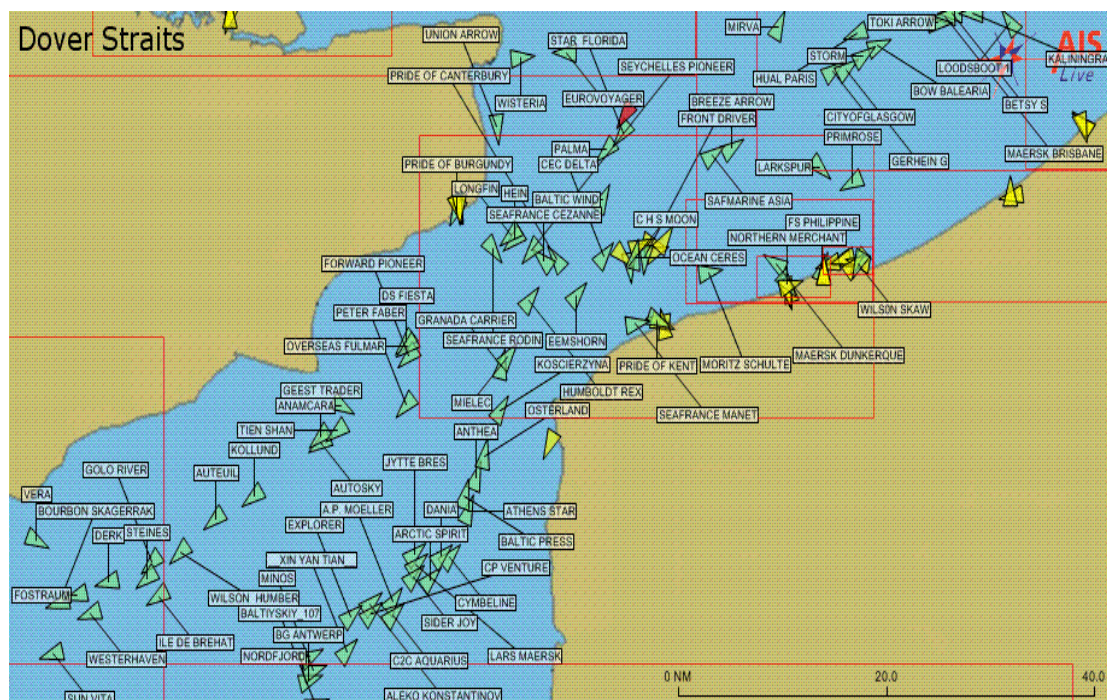 Dover Straits
AIS
Live
UNION ARROW
STAR_FLORIDA
MIRVA
TOKI ARROW
PRIDE OF CANTERBURY
SEYCHELLES PIONEER
STORM
KALININGRA
HUAL PARIS
LOODSBOOT 1
WISTERIA
EUROVOYAGER
BREEZE ARROW
BOW BALEARIA
BETSY S
FRONT DRIVER
CITYOFGLASGOW
PRIMROSE
PALMA
CEC DELTA
MAERSK BRISBANE
PRIDE OF BURGUNDY
LARKSPUR
GERHEIN G
LONGFIN
HEIN
BALTIC WIND
SAFMARINE ASIA
SEAFRANCE CEZANNE
C H S MOON
FS PHILIPPINE
NORTHERN MERCHANT
FORWARD PIONEER
OCEAN CERES
DS FIESTA
PETER FABER
GRANADA CARRIER
WILSON SKAW
OVERSEAS FULMAR
SEAFRANCE RODIN
EEMSHORN
KOSCIERZYNA
PRIDE OF KENT
MORITZ SCHULTE
MAERSK DUNKERQUE
GEEST TRADER
HUMBOLDT REX
ANAMCARA
MIELEC
OSTERLAND
SEAFRANCE MANET
TIEN SHAN
ANTHEA
KOLLUND
GOLO RIVER
JYTTE BRES
AUTEUIL
AUTOSKY
VERA
BOURBON SKAGERRAK
A.P. MOELLER
DANIA
ATHENS STAR
EXPLORER
DERK
STEINES
ARCTIC SPIRIT
BALTIC PRESS
XIN YAN TIAN
CP VENTURE
MINOS
FOSTRAUM
WILSON HUMBER
CYMBELINE
BALTIYSKIY_107
SIDER JOY
BG ANTWERP
ILE DE BREHAT
WESTERHAVEN
NORDFJORD
C2C AQUARIUS
LARS MAERSK
SUN VITA
ALEKO KONSTANTINOV
0 NM
20.0
40.0